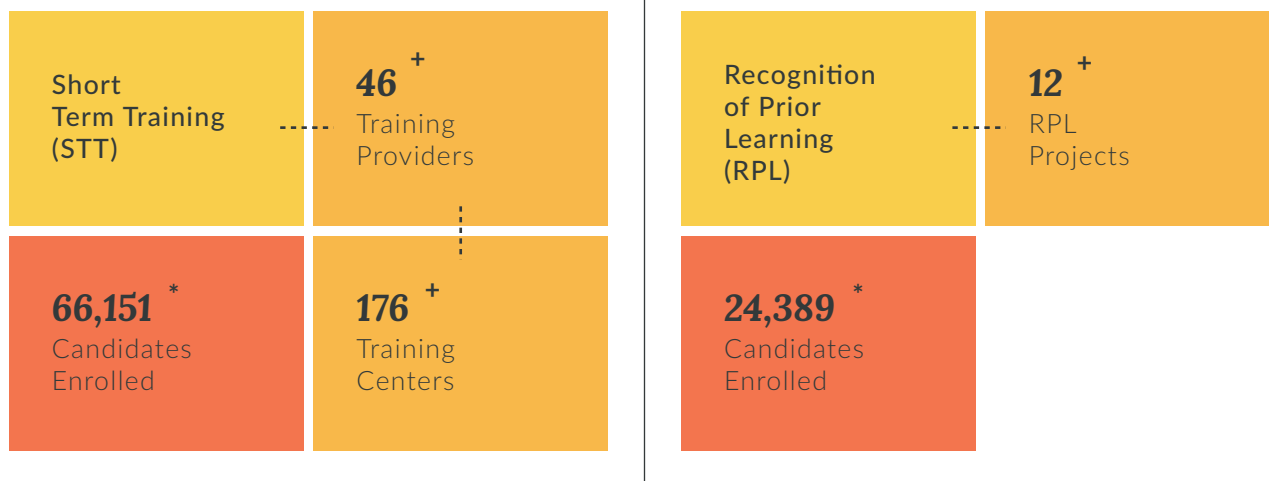 Short
Term Training
(STT)
46 +
Training
Providers
66,151 *
Candidates
Enrolled
176 +
Training
Centers
Recognition
of Prior
Learning
(RPL)
12 +
RPL
Projects
24,389 *
Candidates
Enrolled